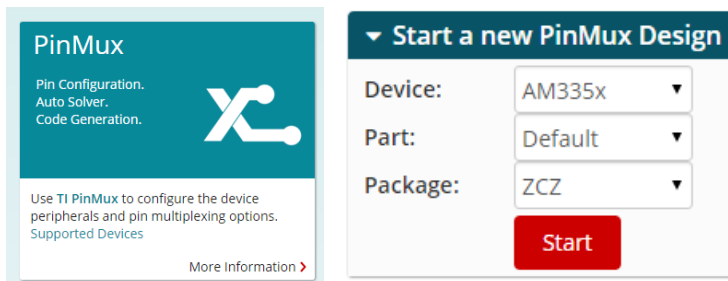 PinMux
Pin Configuration.
Auto Solver.
Code Generation.
Use TI PinMux to configure the device
peripherals and pin multiplexing options.
Supported Devices
More Information
Start a new PinMux Design
Device: AM335x
Part: Default
Package: ZCZ
Start